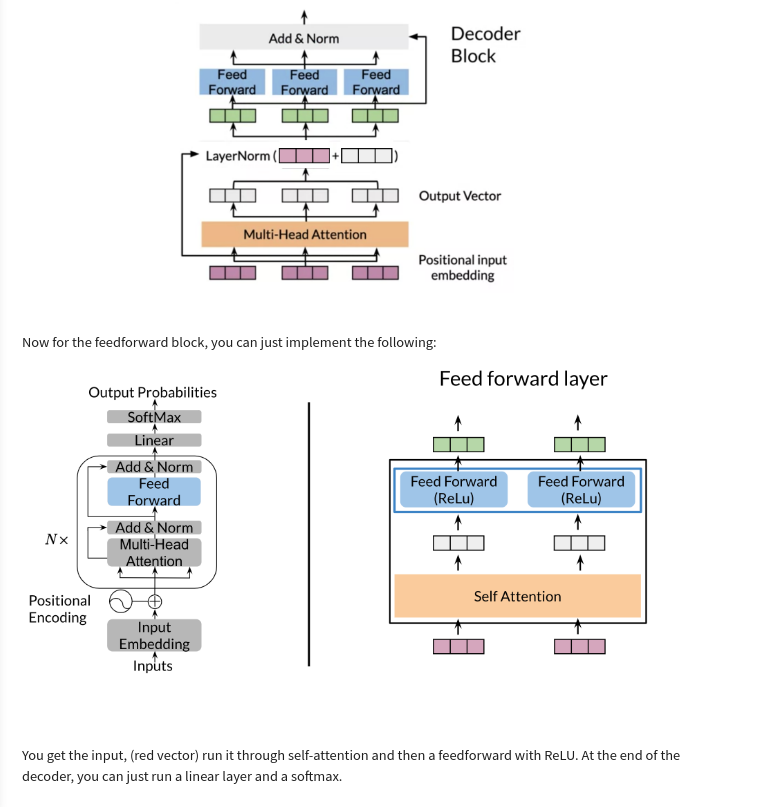 Add & Norm
Decoder
Block
Feed Forward
Feed Forward
Feed Forward
LayerNorm ( + )
Output Vector
Multi-Head Attention
Positional input
embedding
Now for the feedforward block, you can just implement the following:
Output Probabilities
SoftMax
Linear
Add & Norm
Feed
Forward
Add & Norm
Multi-Head
Attention
N×
Positional
Encoding
Input
Embedding
Inputs
Feed forward layer
Feed Forward
(ReLu)
Feed Forward
(ReLu)
Self Attention
You get the input, (red vector) run it through self-attention and then a feedforward with ReLU. At the end of the
decoder, you can just run a linear layer and a softmax.